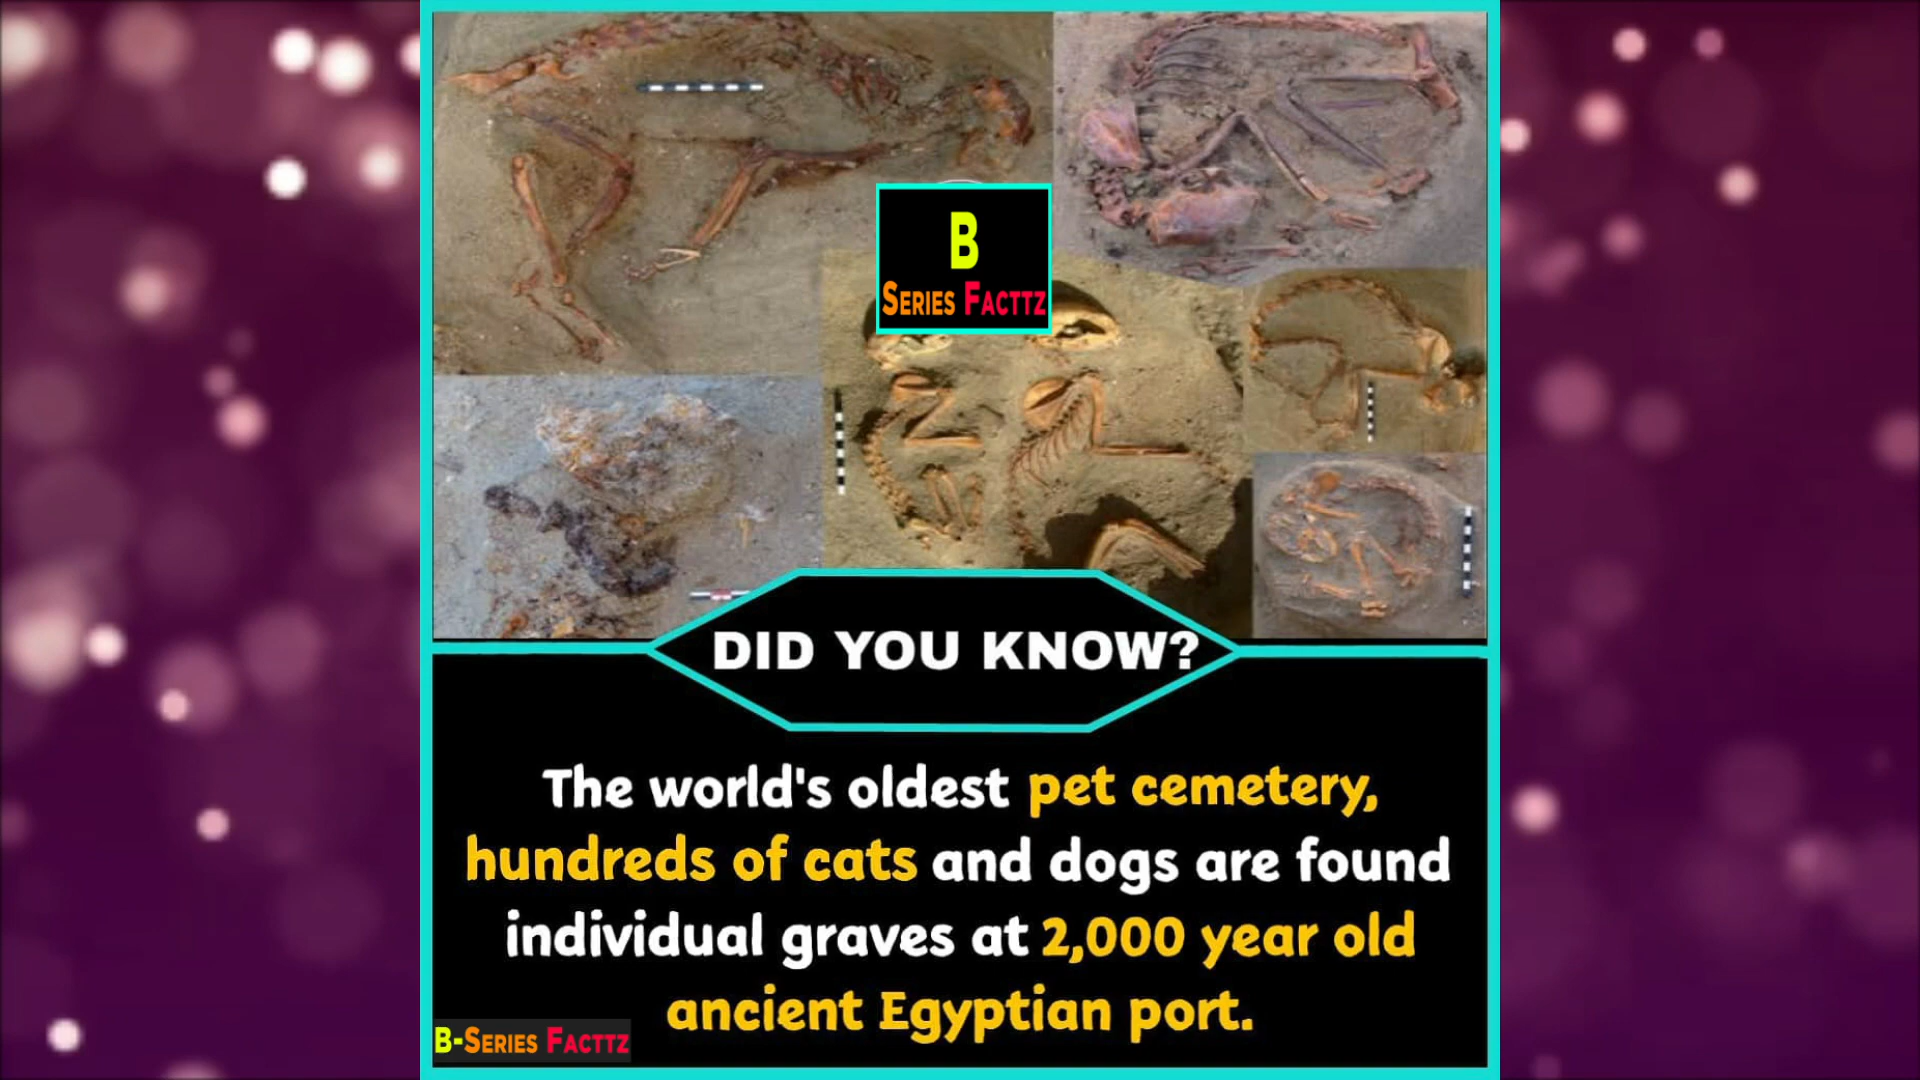 B
SERIES FACTTZ
DID YOU KNOW?
The world's oldest pet cemetery,
hundreds of cats and dogs are found
individual graves at 2,000 year old
ancient Egyptian port.
B-SERIES FACTTZ